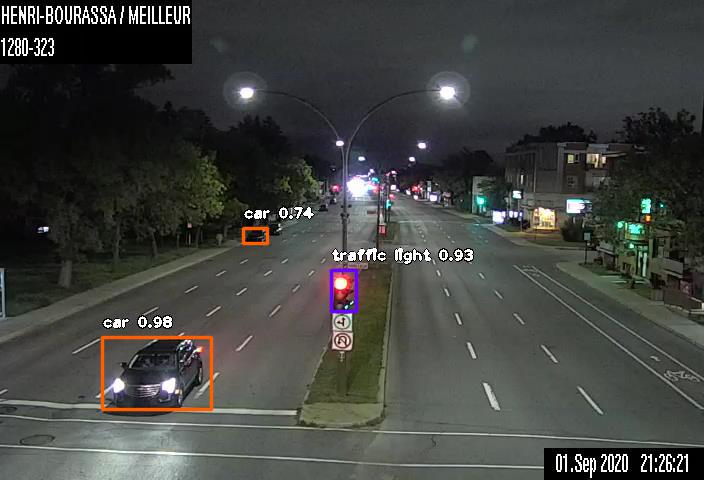 HENRI-BOURASSA / MEILLEUR
1280-323
car 0.74
traffic light 0.93
car 0.98
01.Sep 2020 21:26:21